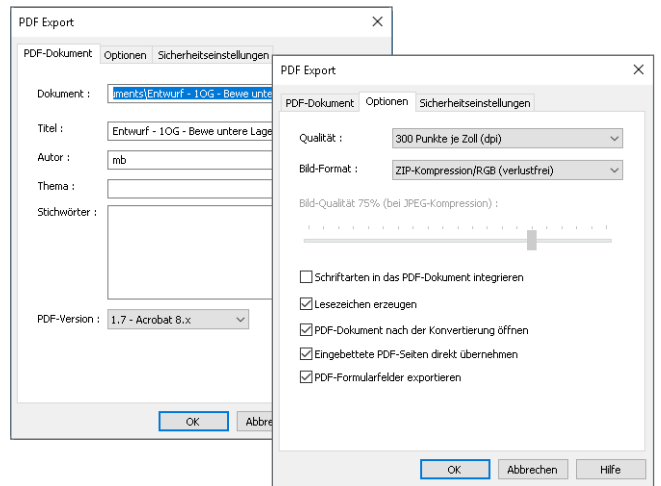 PDF Export
PDF-Dokument Optionen Sicherheitseinstellungen
Dokument : uments\Entwurf - 1OG - Bewe unte
Titel : Entwurf - 1OG - Bewe untere Lage
Autor : mb
Thema :
Stichwörter :
PDF-Version : 1.7 - Acrobat 8.x
OK Abbre
PDF Export
PDF-Dokument Optionen Sicherheitseinstellungen
Qualität : 300 Punkte je Zoll (dpi)
Bild-Format : ZIP-Kompression/RGB (verlustfrei)
Bild-Qualität 75% (bei JPEG-Kompression) :
Schriftarten in das PDF-Dokument integrieren
Lesezeichen erzeugen
PDF-Dokument nach der Konvertierung öffnen
Eingebettete PDF-Seiten direkt übernehmen
PDF-Formularfelder exportieren
OK Abbrechen Hilfe